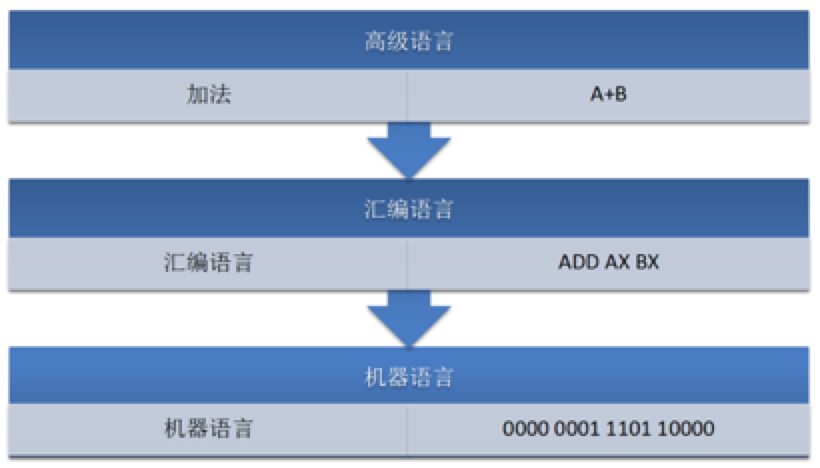 高级语言
加法 A+B
汇编语言
汇编语言 ADD AX BX
机器语言
机器语言 0000 0001 1101 10000